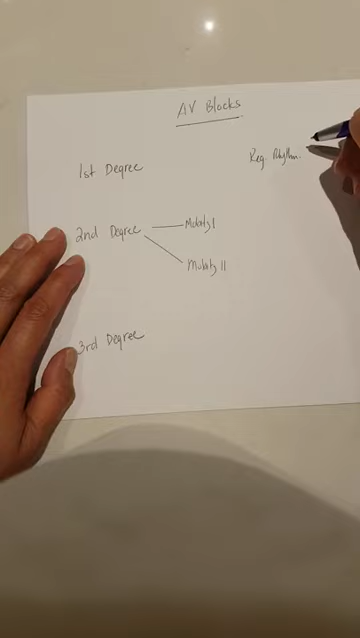 AV Blocks
1st Degree
Reg. Rhythm.
2nd Degree
Mobitz I
Mobitz II
3rd Degree